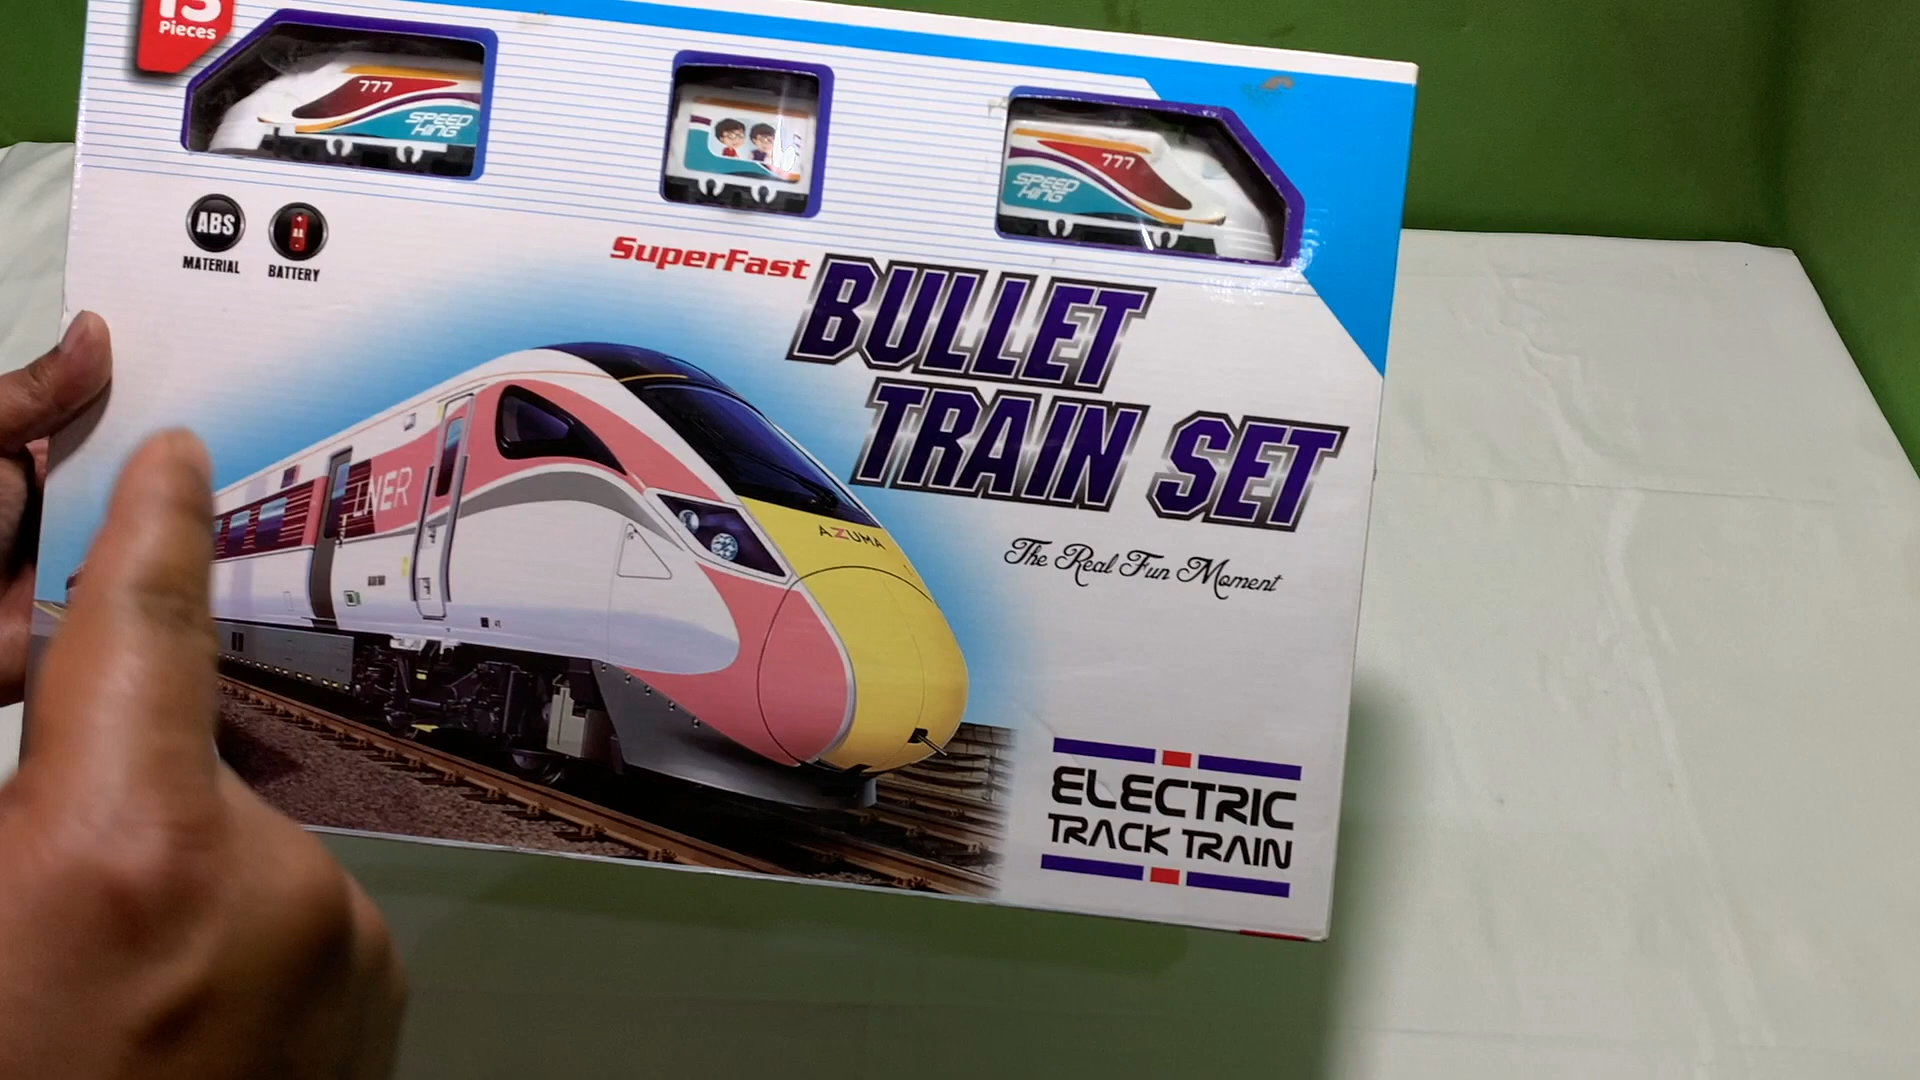 Pieces
777
SPEED
KING
777
SPEED
KING
ABS
MATERIAL
AA
BATTERY
SuperFast
BULLET
TRAIN SET
LNER
AZUMA
The Real Fun Moment
ELECTRIC
TRACK TRAIN